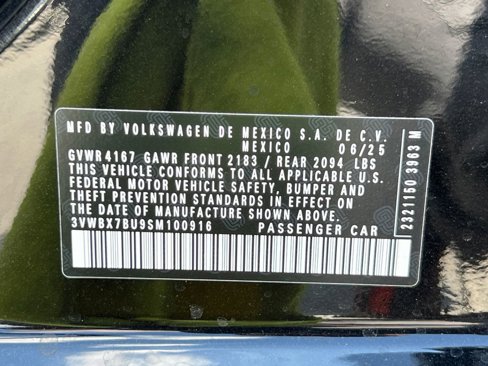 MFD BY VOLKSWAGEN DE MEXICO S.A. DE C.V.
MEXICO 06/25
GVWR 4167 GAWR FRONT 2183 / REAR 2094 LBS
THIS VEHICLE CONFORMS TO ALL APPLICABLE U.S.
FEDERAL MOTOR VEHICLE SAFETY, BUMPER AND
THEFT PREVENTION STANDARDS IN EFFECT ON
THE DATE OF MANUFACTURE SHOWN ABOVE.
3VWBX7BU9SM100916 PASSENGER CAR
2321150 3963 M